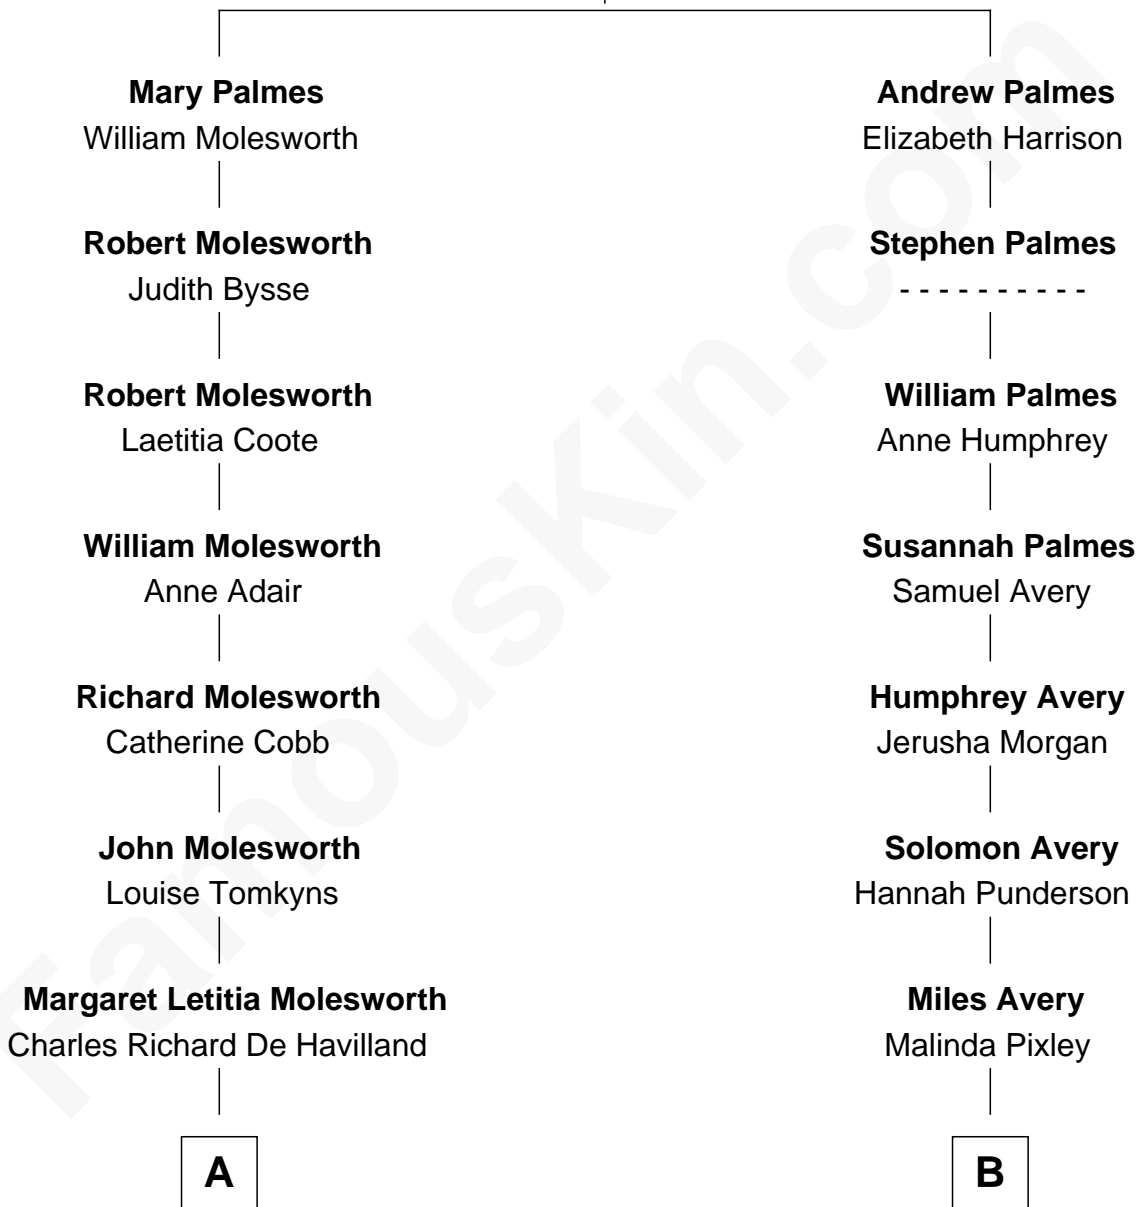 Mary Palmes
William Molesworth
Andrew Palmes
Elizabeth Harrison
Robert Molesworth
Judith Bysse
Stephen Palmes
- - - - - - - - - -
Robert Molesworth
Laetitia Coote
William Palmes
Anne Humphrey
William Molesworth
Anne Adair
Susannah Palmes
Samuel Avery
Richard Molesworth
Catherine Cobb
Humphrey Avery
Jerusha Morgan
John Molesworth
Louise Tomkyns
Solomon Avery
Hannah Punderson
Margaret Letitia Molesworth
Charles Richard De Havilland
Miles Avery
Malinda Pixley
A
B
FamousKin.com